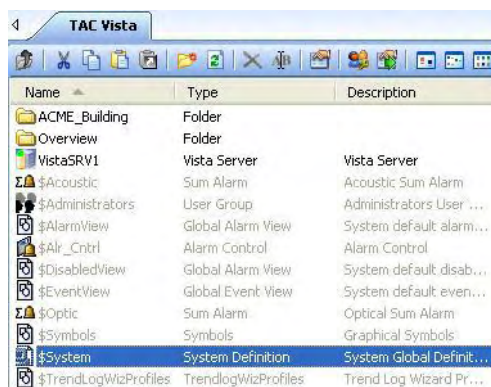 TAC Vista
Name Type Description
ACME_Building Folder
Overview Folder
VistaSRV1 Vista Server Vista Server
$Acoustic Sum Alarm Acoustic Sum Alarm
$Administrators User Group Administrators User ...
$AlarmView Global Alarm View System default alarm...
$Alr_Cntrl Alarm Control Alarm Control
$DisabledView Global Alarm View System default disab...
$EventView Global Event View System default even...
$Optic Sum Alarm Optical Sum Alarm
$Symbols Symbols Graphical Symbols
$System System Definition System Global Definit...
$TrendLogWizProfiles TrendlogWizProfiles Trend Log Wizard Pr...